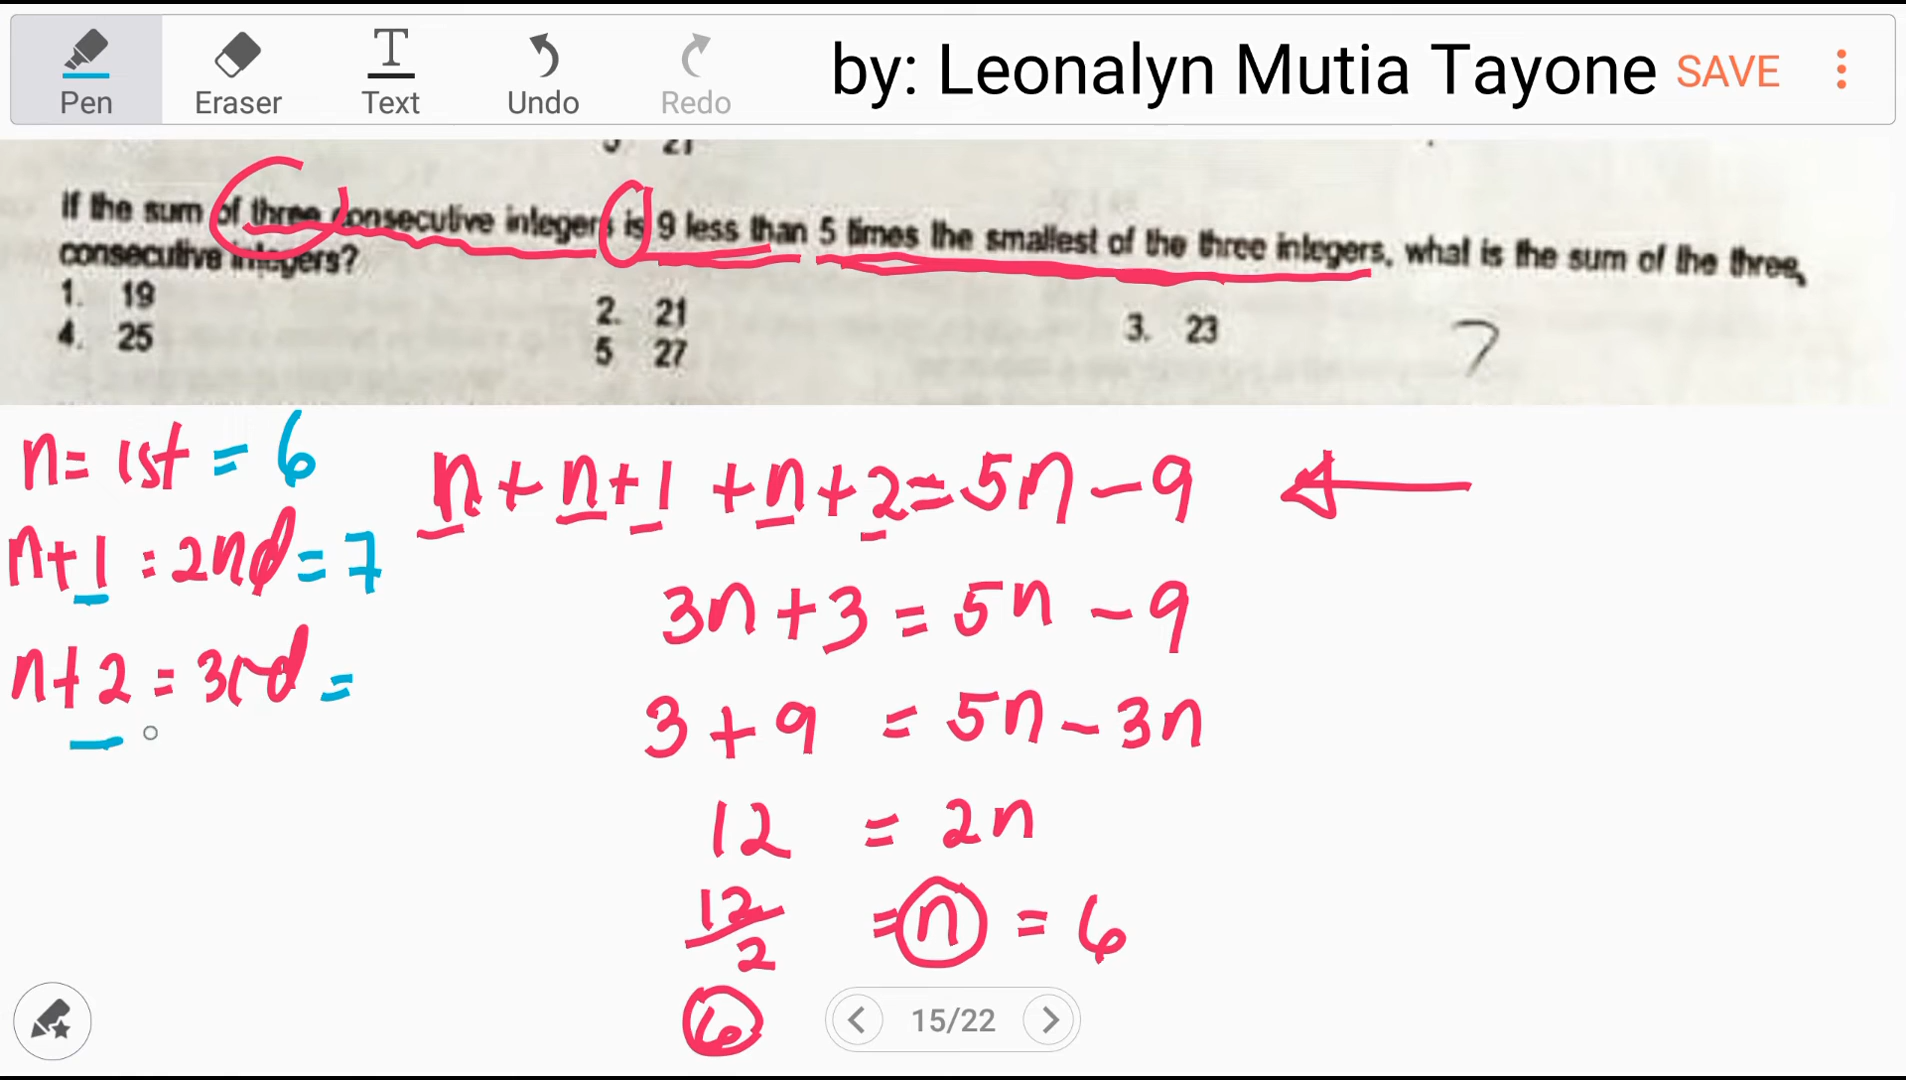 Pen Eraser Text Undo Redo by: Leonalyn Mutia Tayone SAVE
21
If the sum of three consecutive integers is 9 less than 5 times the smallest of the three integers, what is the sum of the three
consecutive integers?
1. 19
2. 21
3. 23
4. 25
5 27
7
n = 1st = 6
n+1 = 2nd = 7
n+2 = 3rd =
n + n+1 + n+2 = 5n - 9
3n + 3 = 5n - 9
3 + 9 = 5n - 3n
12 = 2n
12/2 = n = 6
6
15/22